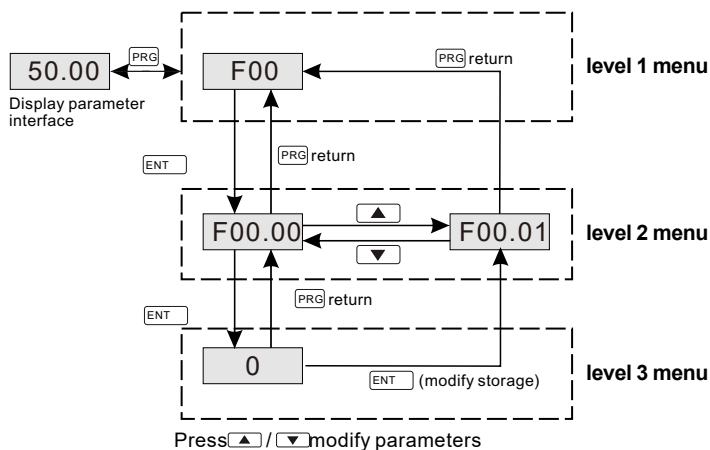 PRG
PRG return
50.00
F00
level 1 menu
Display parameter
interface
PRG return
ENT
▲
F00.00
F00.01
level 2 menu
▼
PRG return
ENT
0
level 3 menu
ENT (modify storage)
Press ▲ / ▼ modify parameters